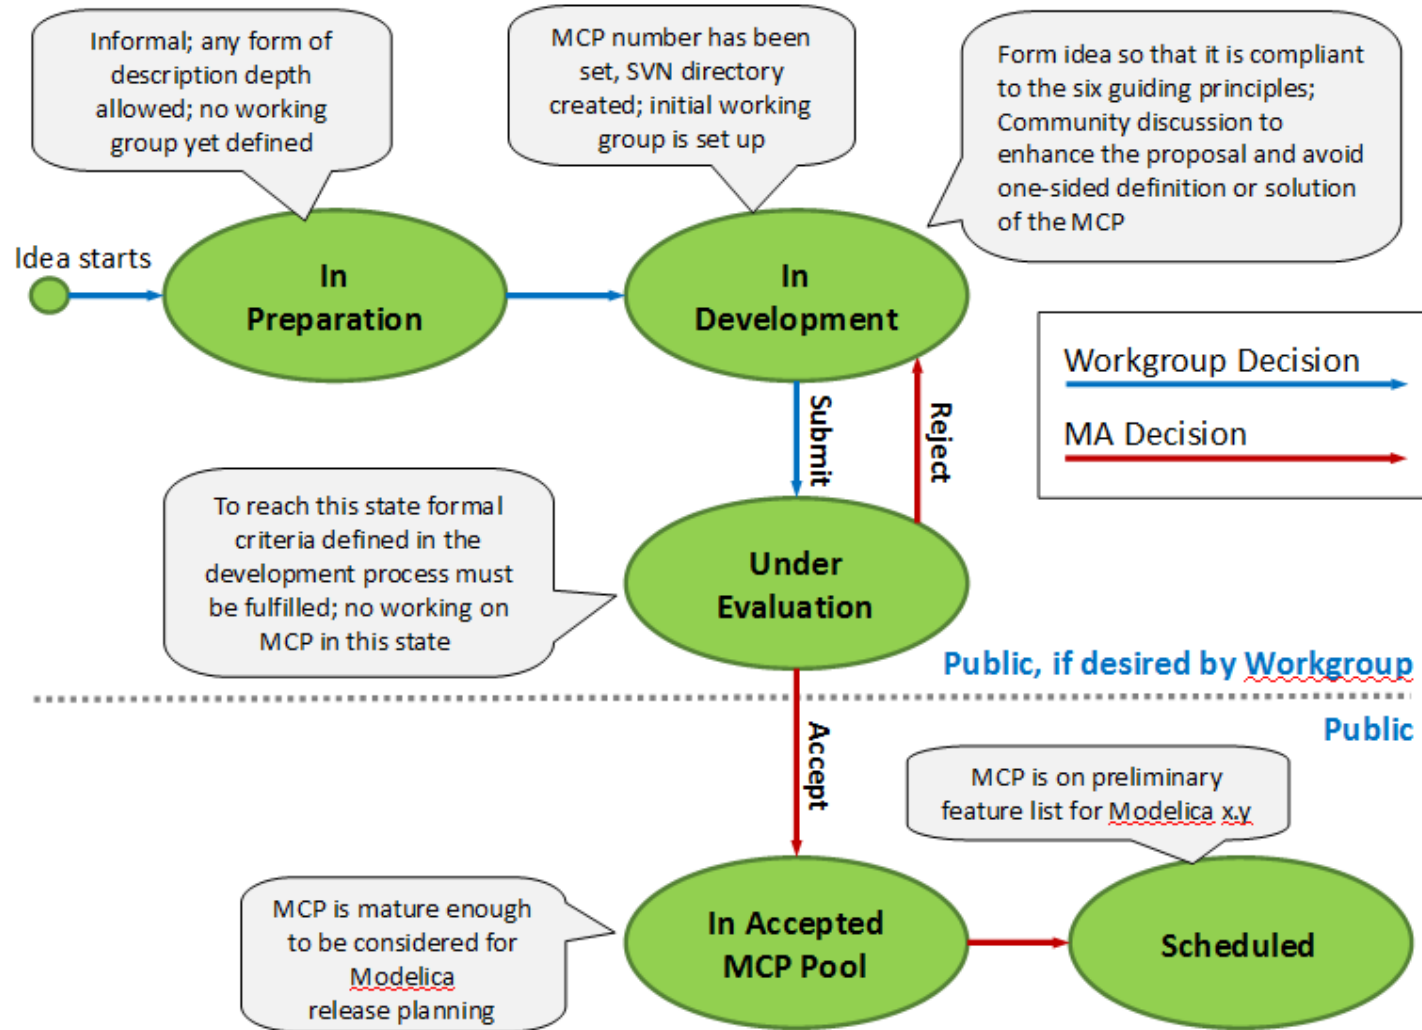 Informal; any form of
description depth
allowed; no working
group yet defined
MCP number has been
set, SVN directory
created; initial working
group is set up
Form idea so that it is compliant
to the six guiding principles;
Community discussion to
enhance the proposal and avoid
one-sided definition or solution
of the MCP
Idea starts
In
Preparation
In
Development
Workgroup Decision
MA Decision
Submit
Reject
To reach this state formal
criteria defined in the
development process must
be fulfilled; no working on
MCP in this state
Under
Evaluation
Public, if desired by Workgroup
Public
Accept
MCP is on preliminary
feature list for Modelica x.y
MCP is mature enough
to be considered for
Modelica
release planning
In Accepted
MCP Pool
Scheduled